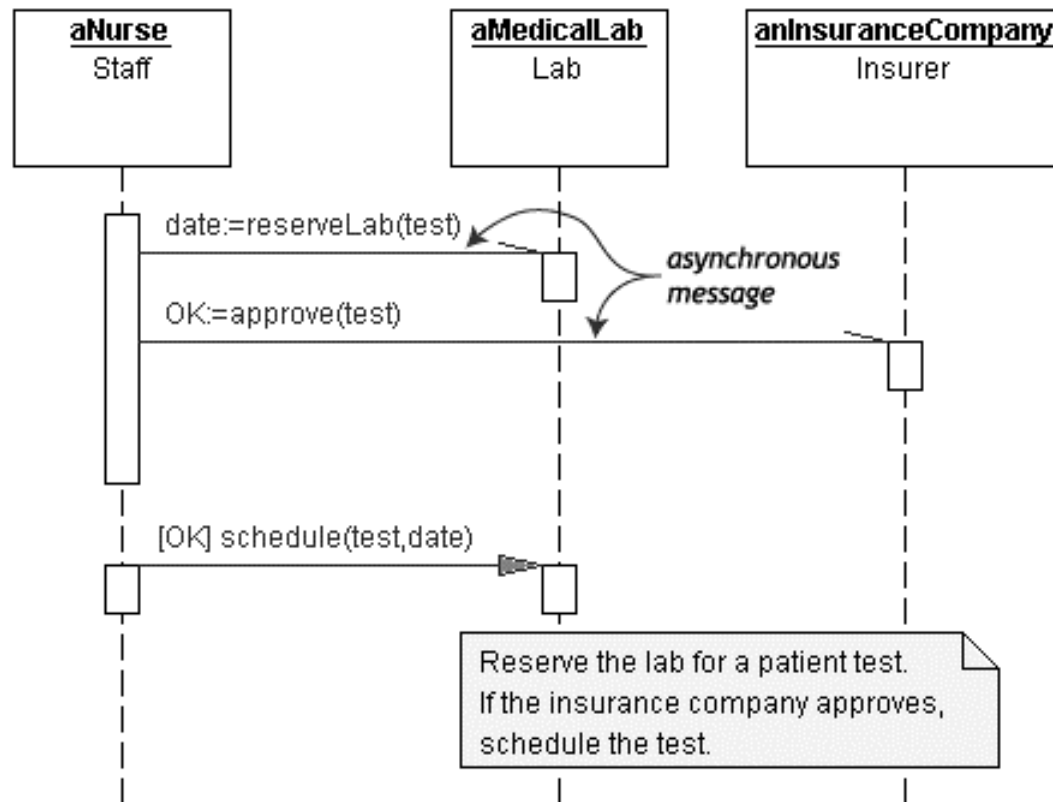 aNurse
Staff
aMedicalLab
Lab
anInsuranceCompany
Insurer
date:=reserveLab(test)
asynchronous
message
OK:=approve(test)
[OK] schedule(test,date)
Reserve the lab for a patient test.
If the insurance company approves,
schedule the test.